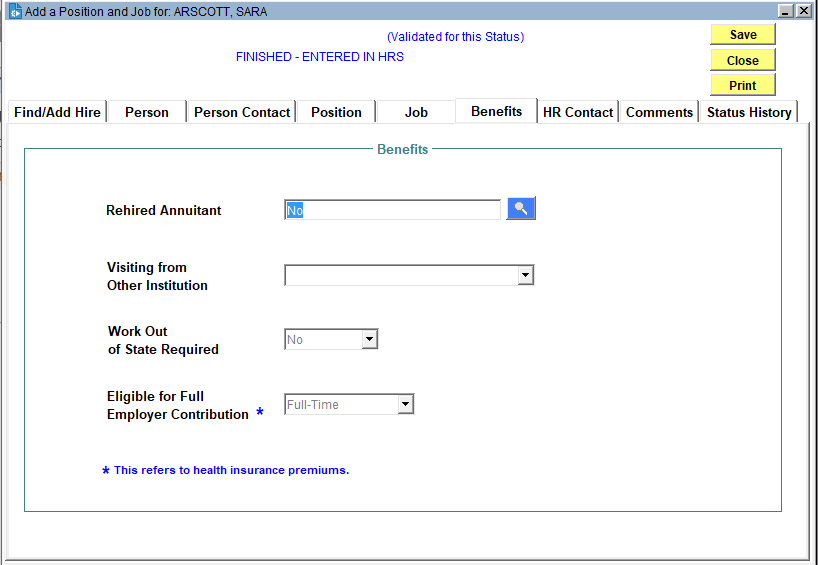 Add a Position and Job for: ARSCOTT, SARA
(Validated for this Status)
FINISHED - ENTERED IN HRS
Save
Close
Print
Find/Add Hire
Person
Person Contact
Position
Job
Benefits
HR Contact
Comments
Status History
Benefits
Rehired Annuitant
No
Visiting from
Other Institution
Work Out
of State Required
No
Eligible for Full
Employer Contribution *
Full-Time
* This refers to health insurance premiums.